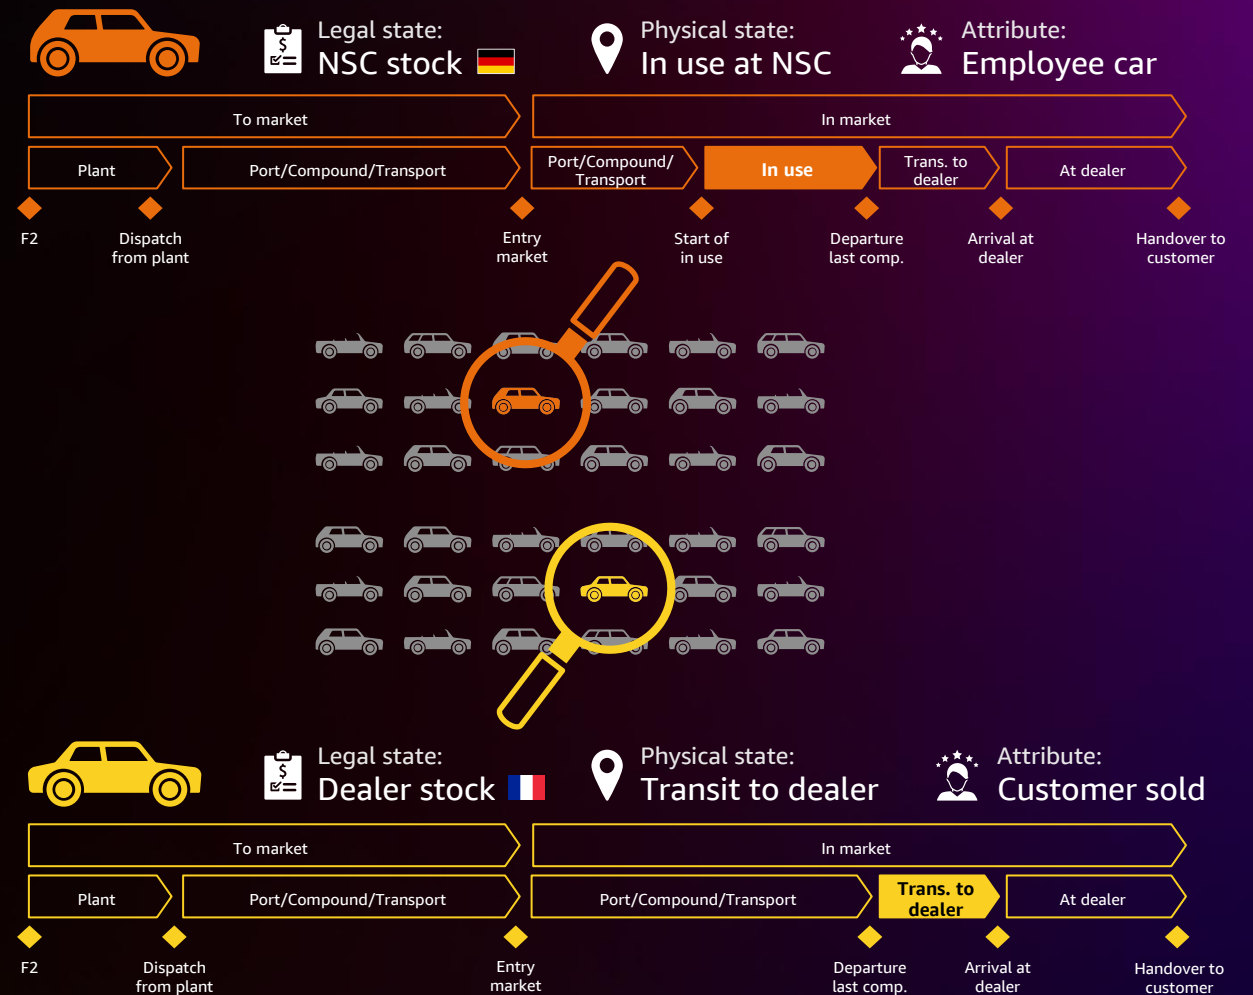 Legal state:
NSC stock
Physical state:
In use at NSC
Attribute:
Employee car
$
To market
In market
Plant
Port/Compound/Transport
Port/Compound/
Transport
In use
Trans. to
dealer
At dealer
F2
Dispatch
from plant
Entry
market
Start of
in use
Departure
last comp.
Arrival at
dealer
Handover to
customer
Legal state:
Dealer stock
Physical state:
Transit to dealer
Attribute:
Customer sold
$
To market
In market
Plant
Port/Compound/Transport
Port/Compound/Transport
Trans. to
dealer
At dealer
F2
Dispatch
from plant
Entry
market
Departure
last comp.
Arrival at
dealer
Handover to
customer